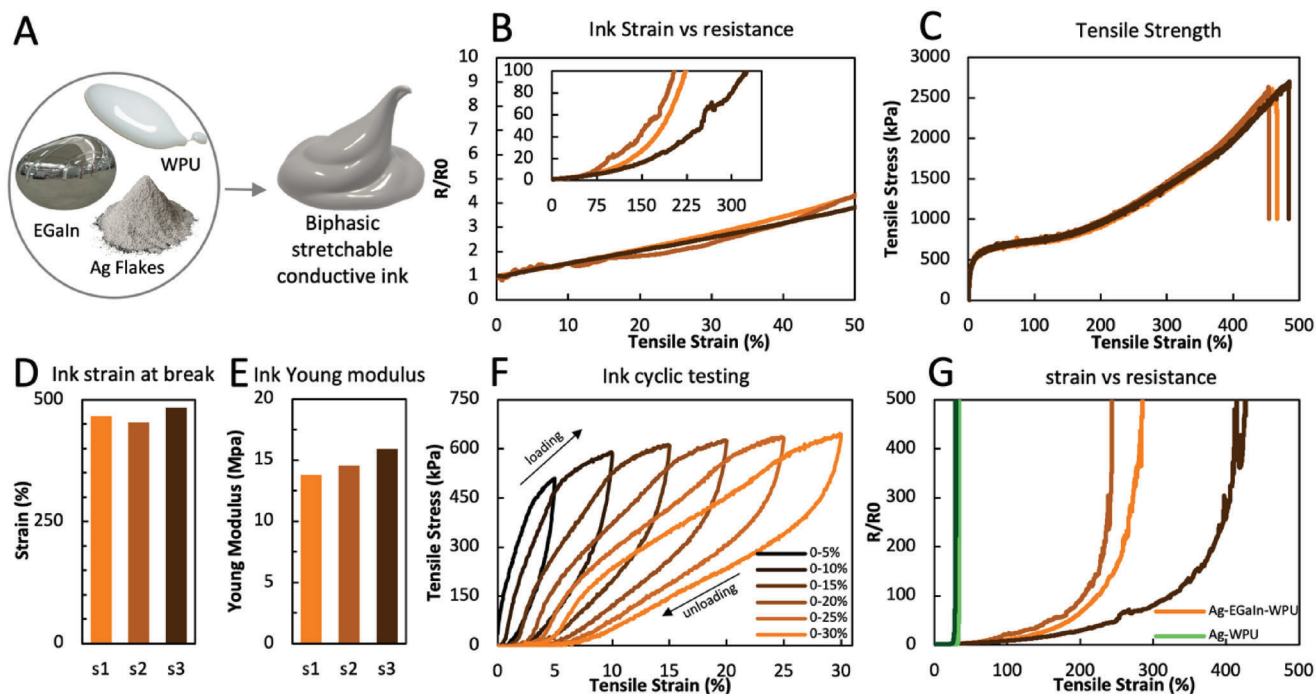 A
WPU
EGaIn
Ag Flakes
Biphasic
stretchable
conductive ink
B
Ink Strain vs resistance
R/R0
10
9
8
7
6
5
4
3
2
1
0
100
80
60
40
20
0
0 75 150 225 300
0 10 20 30 40 50
Tensile Strain (%)
C
Tensile Strength
Tensile Stress (kPa)
3000
2500
2000
1500
1000
500
0
0 100 200 300 400 500
Tensile Strain (%)
D
Ink strain at break
Strain (%)
500
250
0
s1 s2 s3
E
Ink Young modulus
Young Modulus (Mpa)
20
15
10
5
0
s1 s2 s3
F
Ink cyclic testing
Tensile Stress (kPa)
750
600
450
300
150
0
loading
unloading
0-5%
0-10%
0-15%
0-20%
0-25%
0-30%
0 5 10 15 20 25 30
Tensile Strain (%)
G
strain vs resistance
R/R0
500
400
300
200
100
0
Ag-EGaIn-WPU
Ag-WPU
0 100 200 300 400 500
Tensile Strain (%)